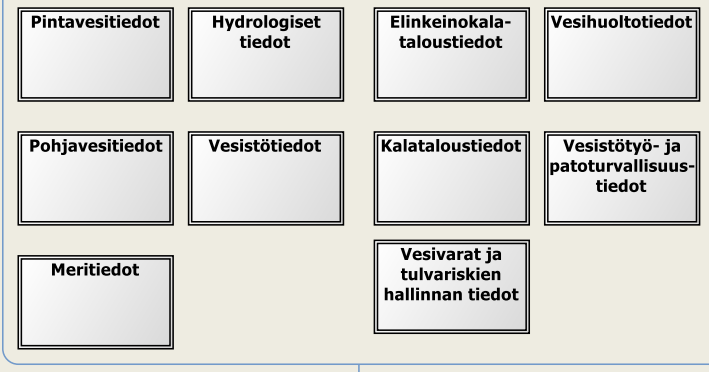 Pintavesitiedot
Hydrologiset
tiedot
Elinkeinokala-
taloustiedot
Vesihuoltotiedot
Pohjavesitiedot
Vesistötiedot
Kalataloustiedot
Vesistötyö- ja
patoturvallisuus-
tiedot
Meritiedot
Vesivarat ja
tulvariskien
hallinnan tiedot